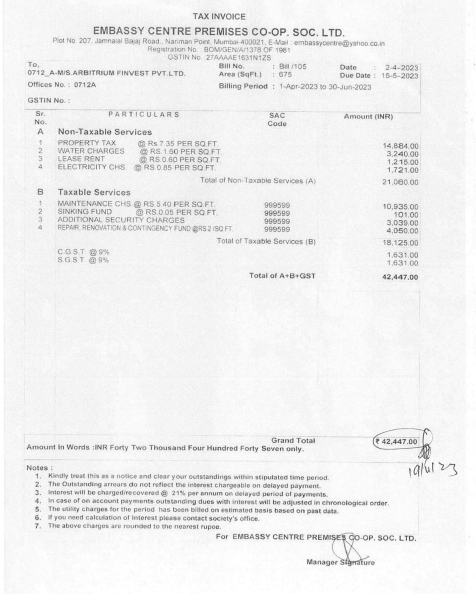 TAX INVOICE
EMBASSY CENTRE PREMISES CO-OP. SOC. LTD.
Plot No. 207, Jamnalal Bajaj Road, Nariman Point, Mumbai-400021, E-Mail : embassycentre@yahoo.co.in
Registration No. BOM/GEN/A/1378 OF 1981
GSTIN No. 27AAAAE1631N1ZS
To, Bill No. : Bill /105 Date : 2-4-2023
0712_A-M/S.ARBITRIUM FINVEST PVT.LTD. Area (SqFt.) : 675 Due Date : 15-5-2023
Offices No. : 0712A Billing Period : 1-Apr-2023 to 30-Jun-2023
GSTIN No. :
Sr. No. PARTICULARS SAC Code Amount (INR)
A Non-Taxable Services
1 PROPERTY TAX @ Rs 7.35 PER SQ.FT. 14,884.00
2 WATER CHARGES @ RS.1.60 PER SQ.FT. 3,240.00
3 LEASE RENT @ RS.0.60 PER SQ.FT. 1,215.00
4 ELECTRICITY CHS @ RS.0.85 PER SQ.FT. 1,721.00
Total of Non-Taxable Services (A) 21,060.00
B Taxable Services
1 MAINTENANCE CHS @ RS 5.40 PER SQ.FT. 999599 10,935.00
2 SINKING FUND @ RS.0.05 PER SQ.FT. 999599 101.00
3 ADDITIONAL SECURITY CHARGES 999599 3,039.00
4 REPAIR, RENOVATION & CONTINGENCY FUND @RS 2 /SQ FT. 999599 4,050.00
Total of Taxable Services (B) 18,125.00
C.G.S.T @ 9% 1,631.00
S.G.S.T. @ 9% 1,631.00
Total of A+B+GST 42,447.00
Grand Total ₹ 42,447.00
Amount In Words :INR Forty Two Thousand Four Hundred Forty Seven only.
Notes :
1. Kindly treat this as a notice and clear your outstandings within stipulated time period.
2. The Outstanding arrears do not reflect the interest chargeable on delayed payment.
3. Interest will be charged/recovered @ 21% per annum on delayed period of payments.
4. In case of on account payments outstanding dues with interest will be adjusted in chronological order.
5. The utility charges for the period has been billed on estimated basis based on past data.
6. If you need calculation of Interest please contact society's office.
7. The above charges are rounded to the nearest rupee.
For EMBASSY CENTRE PREMISES CO-OP. SOC. LTD.
Manager Signature